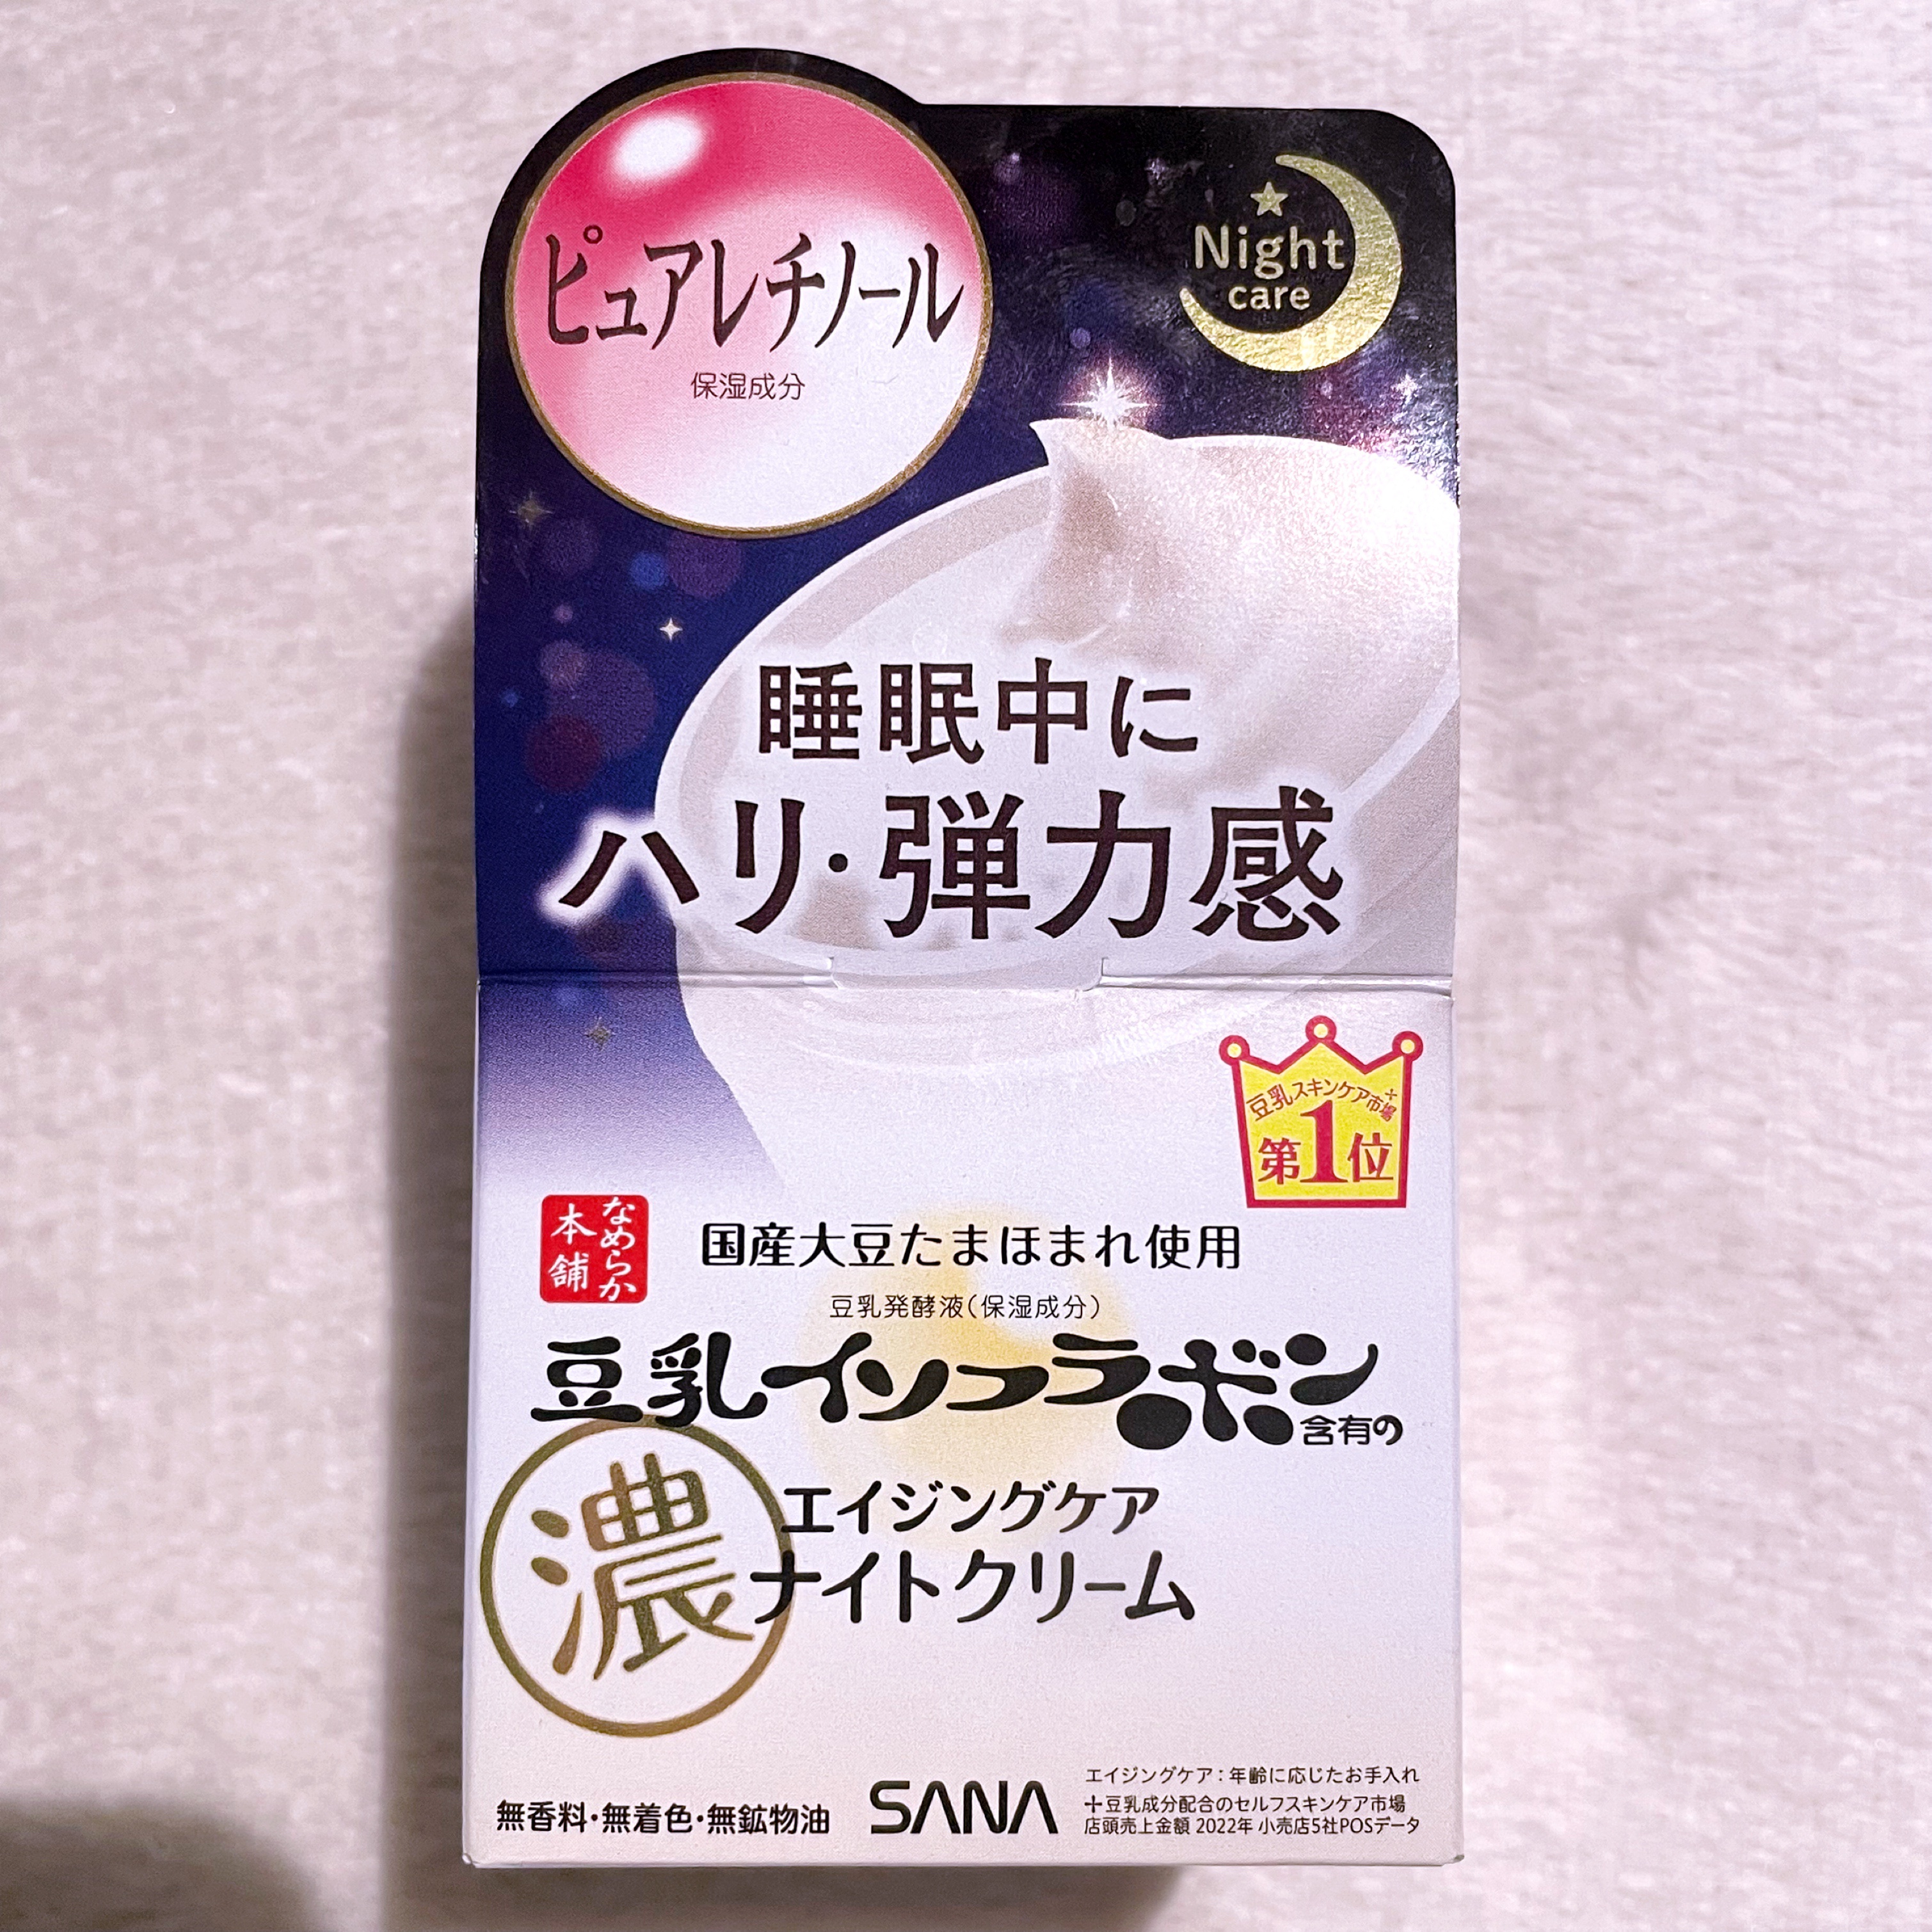 ピュアレチノール
保湿成分
Night
care
睡眠中に
ハリ・弾力感
豆乳スキンケア市場+
第1位
なめらか
本舗
国産大豆たまほまれ使用
豆乳発酵液(保湿成分)
豆乳イソフラボン含有の
濃
エイジングケア
ナイトクリーム
無香料・無着色・無鉱物油
SANA
エイジングケア:年齢に応じたお手入れ
+豆乳成分配合のセルフスキンケア市場
店頭売上金額 2022年 小売店5社POSデータ